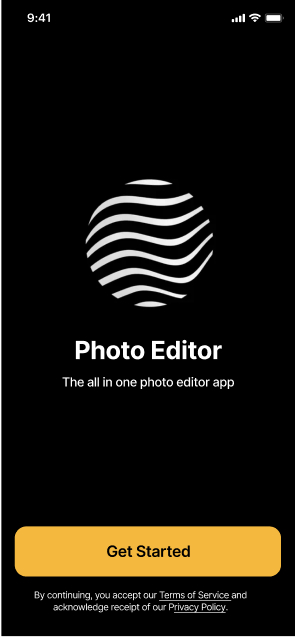 9:41
Photo Editor
The all in one photo editor app
Get Started
By continuing, you accept our Terms of Service and
acknowledge receipt of our Privacy Policy.